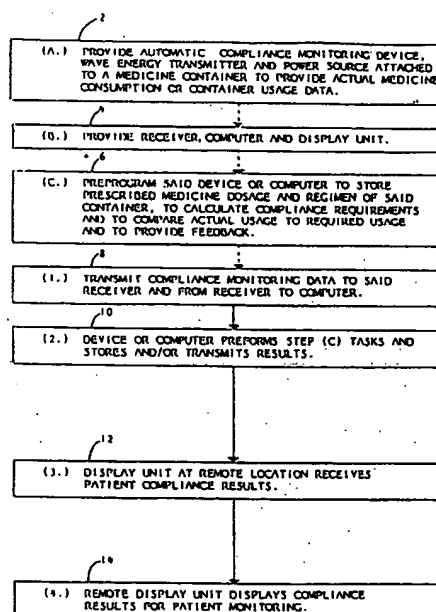 2
(A.) PROVIDE AUTOMATIC COMPLIANCE MONITORING DEVICE,
WAVE ENERGY TRANSMITTER AND POWER SOURCE ATTACHED
TO A MEDICINE CONTAINER TO PROVIDE ACTUAL MEDICINE
CONSUMPTION OR CONTAINER USAGE DATA.
(B.) PROVIDE RECEIVER, COMPUTER AND DISPLAY UNIT.
6
(C.) PREPROGRAM SAID DEVICE OR COMPUTER TO STORE
PRESCRIBED MEDICINE DOSAGE AND REGIMEN OF SAID
CONTAINER, TO CALCULATE COMPLIANCE REQUIREMENTS
AND TO COMPARE ACTUAL USAGE TO REQUIRED USAGE
AND TO PROVIDE FEEDBACK.
8
(1.) TRANSMIT COMPLIANCE MONITORING DATA TO SAID
RECEIVER AND FROM RECEIVER TO COMPUTER.
10
(2.) DEVICE OR COMPUTER PREFORMS STEP (C) TASKS AND
STORES AND/OR TRANSMITS RESULTS.
12
(3.) DISPLAY UNIT AT REMOTE LOCATION RECEIVES
PATIENT COMPLIANCE RESULTS.
14
(4.) REMOTE DISPLAY UNIT DISPLAYS COMPLIANCE
RESULTS FOR PATIENT MONITORING.